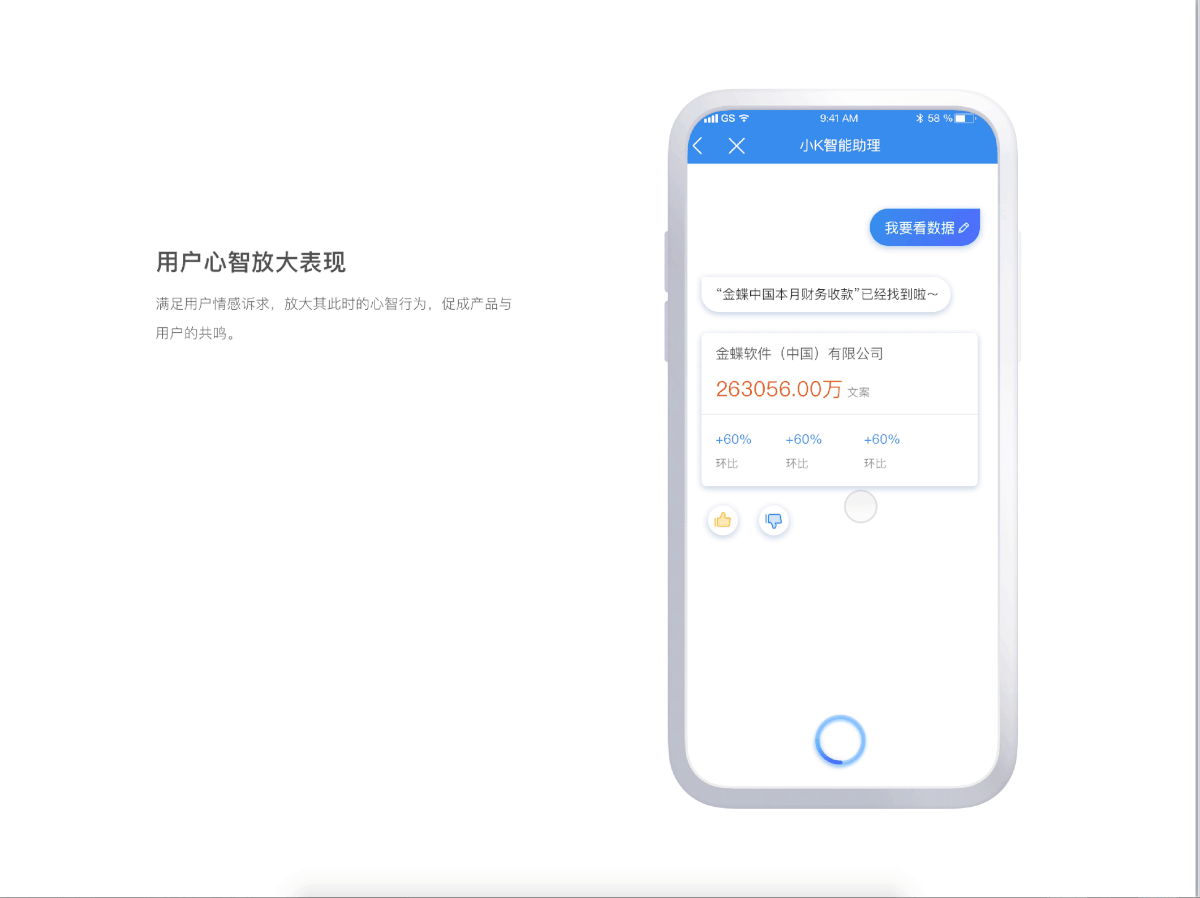 用户心智放大表现
满足用户情感诉求，放大其此时的心智行为，促成产品与
用户的共鸣。
GS 9:41 AM 58 %
小K智能助理
我要看数据
“金蝶中国本月财务收款”已经找到啦～
金蝶软件（中国）有限公司
263056.00万 文案
+60% +60% +60%
环比 环比 环比